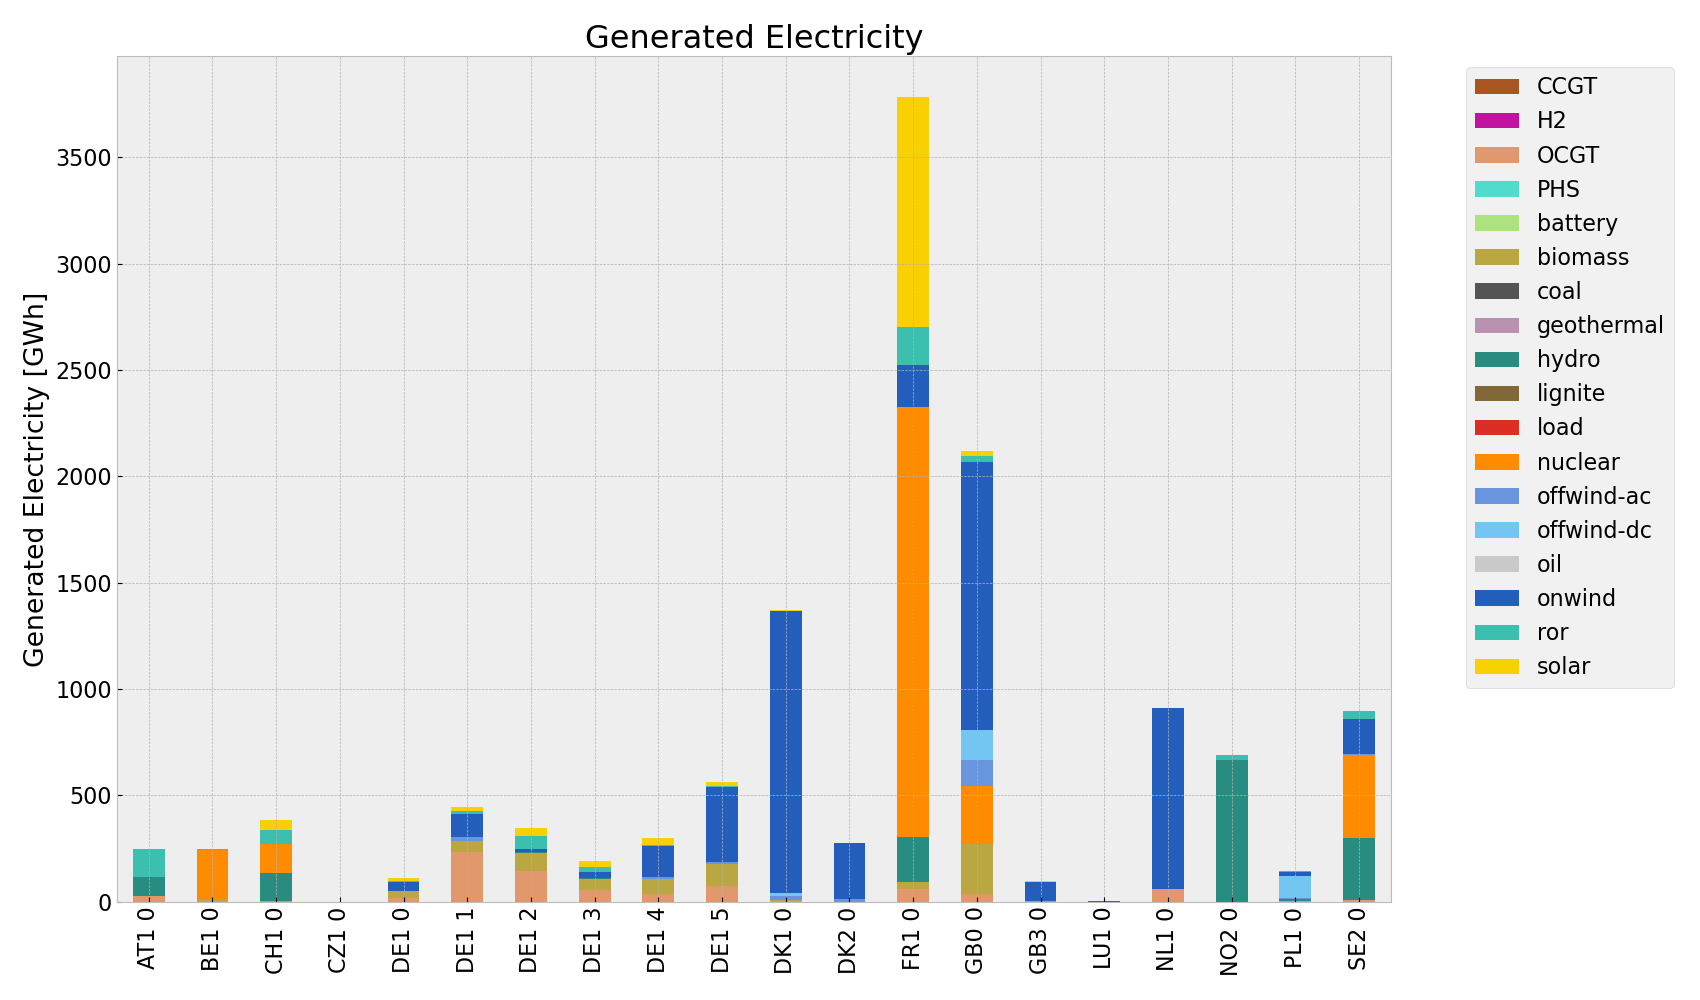 Generated Electricity
Generated Electricity [GWh]
3500
3000
2500
2000
1500
1000
500
0
AT1 0
BE1 0
CH1 0
CZ1 0
DE1 0
DE1 1
DE1 2
DE1 3
DE1 4
DE1 5
DK1 0
DK2 0
FR1 0
GB0 0
GB3 0
LU1 0
NL1 0
NO2 0
PL1 0
SE2 0
CCGT
H2
OCGT
PHS
battery
biomass
coal
geothermal
hydro
lignite
load
nuclear
offwind-ac
offwind-dc
oil
onwind
ror
solar